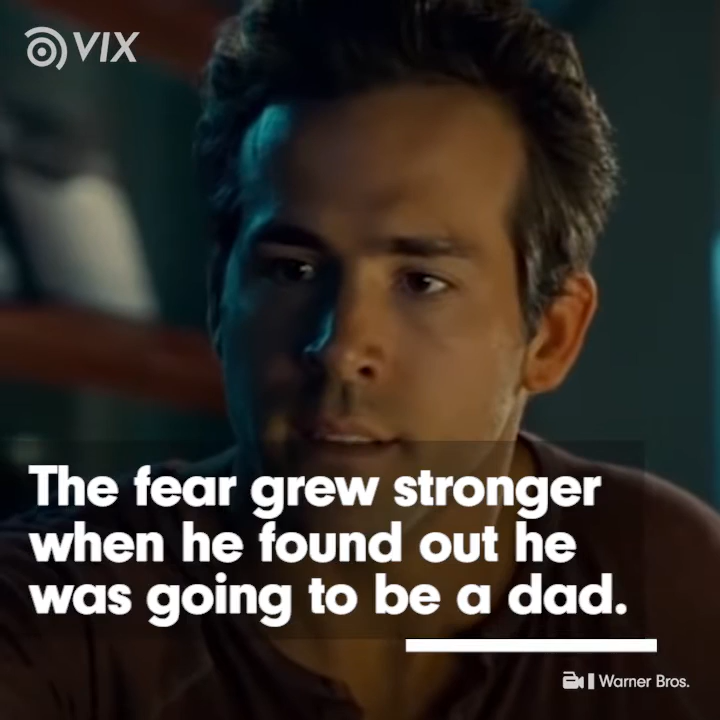 VIX
The fear grew stronger
when he found out he
was going to be a dad.
Warner Bros.